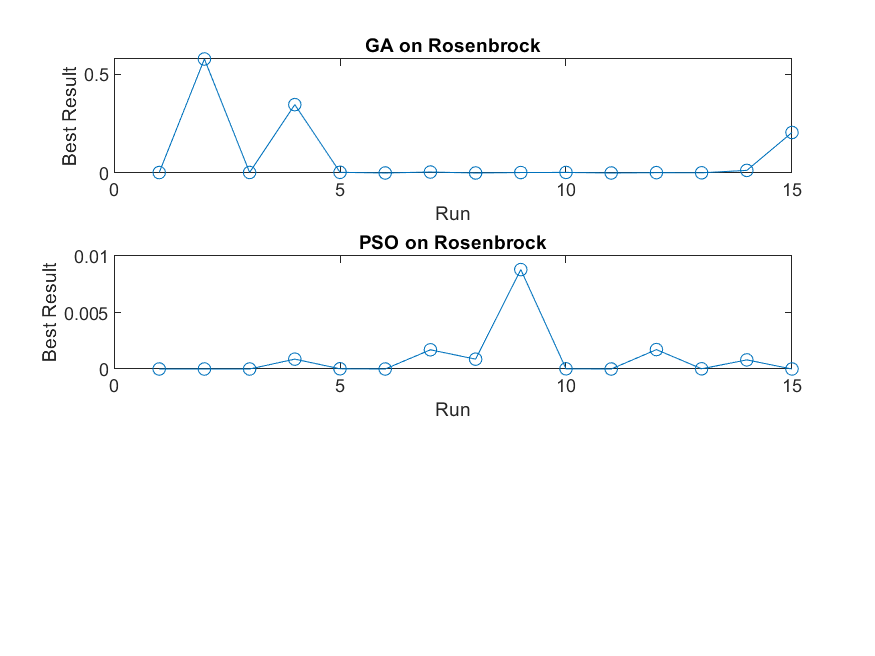 GA on Rosenbrock
Best Result
0.5
0
0 5 10 15
Run
PSO on Rosenbrock
Best Result
0.01
0.005
0
0 5 10 15
Run